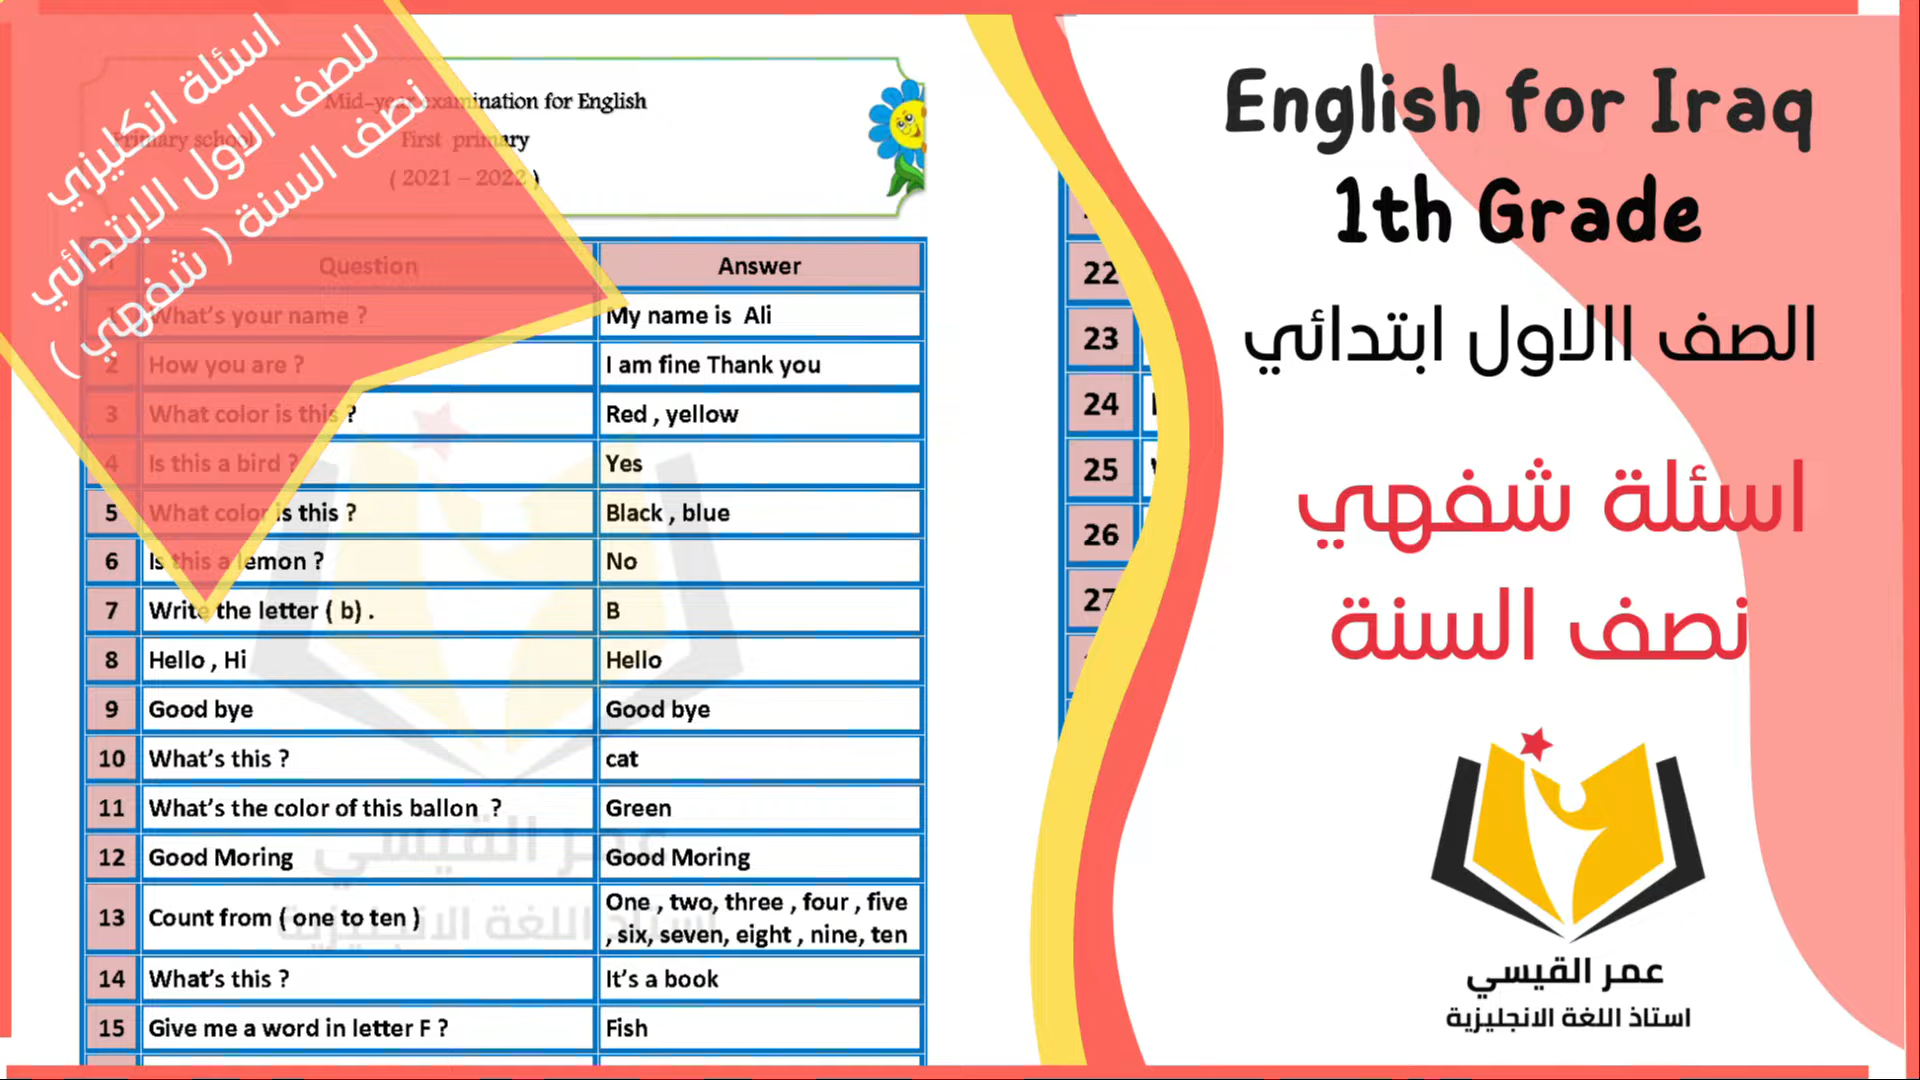 اسئلة انكليزي
للصف الاول الابتدائي
نصف السنة ( شفهي )
Mid-year examination for English
Primary school First primary
( 2021 – 2022 )
Question Answer
1 What's your name ? My name is Ali
2 How you are ? I am fine Thank you
3 What color is this ? Red , yellow
4 Is this a bird ? Yes
5 What color is this ? Black , blue
6 Is this a lemon ? No
7 Write the letter ( b) . B
8 Hello , Hi Hello
9 Good bye Good bye
10 What's this ? cat
11 What's the color of this ballon ? Green
12 Good Moring Good Moring
13 Count from ( one to ten ) One , two, three , four , five
, six, seven, eight , nine, ten
14 What's this ? It's a book
15 Give me a word in letter F ? Fish
عمر القيسي
استاذ اللغة الانجليزية
22
23
24
25
26
27
English for Iraq
1th Grade
الصف االاول ابتدائي
اسئلة شفهي
نصف السنة
عمر القيسي
استاذ اللغة الانجليزية